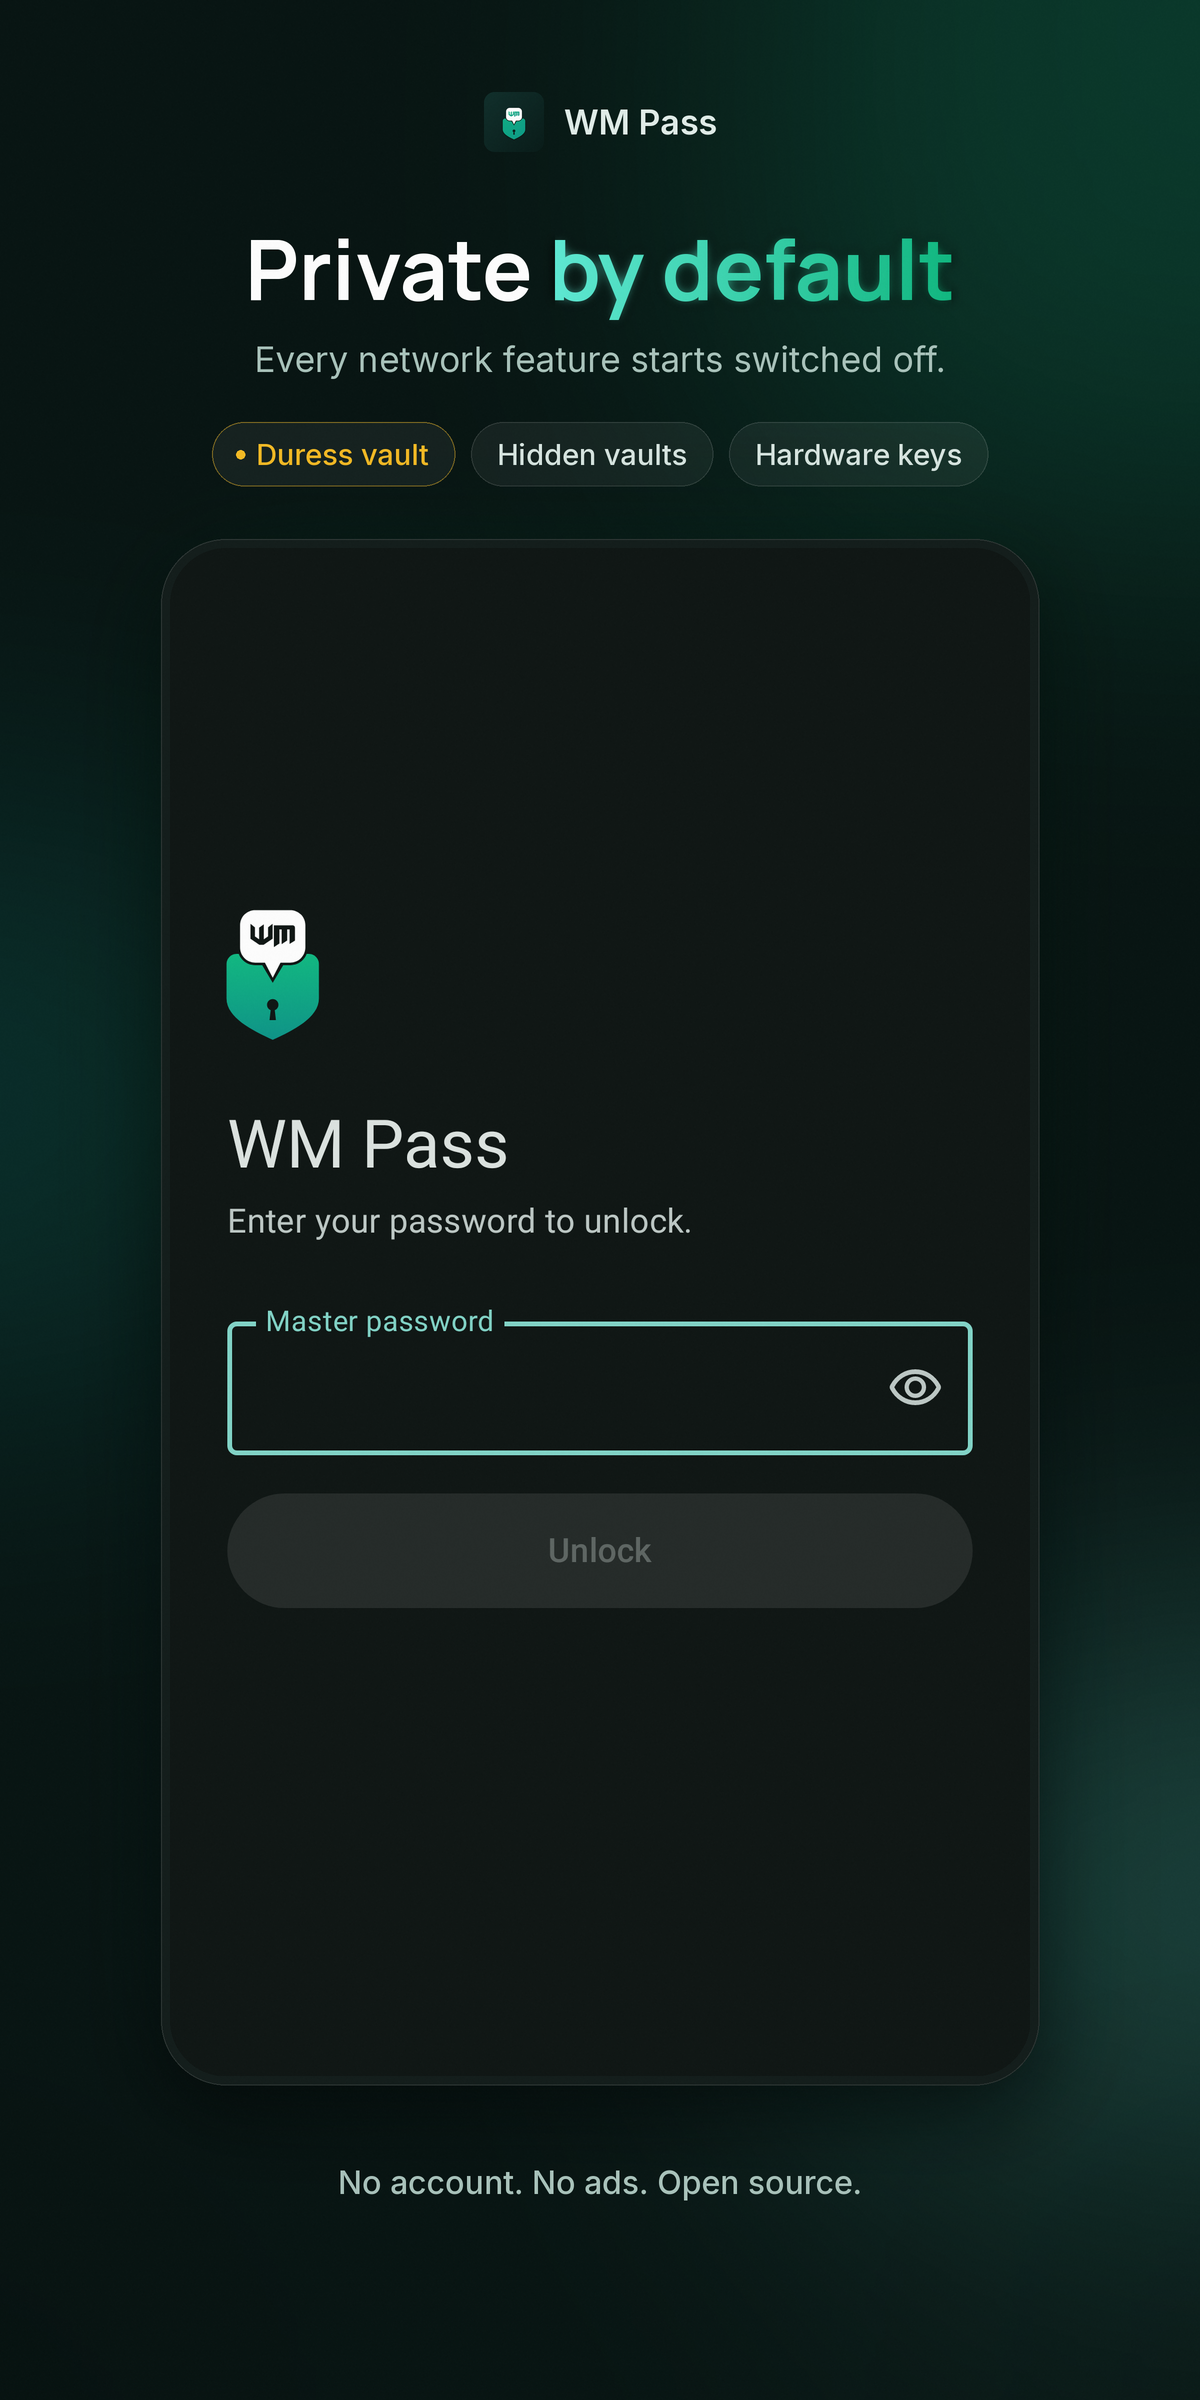 wm
WM Pass
Private by default
Every network feature starts switched off.
• Duress vault
Hidden vaults
Hardware keys
wm
WM Pass
Enter your password to unlock.
Master password
Unlock
No account. No ads. Open source.